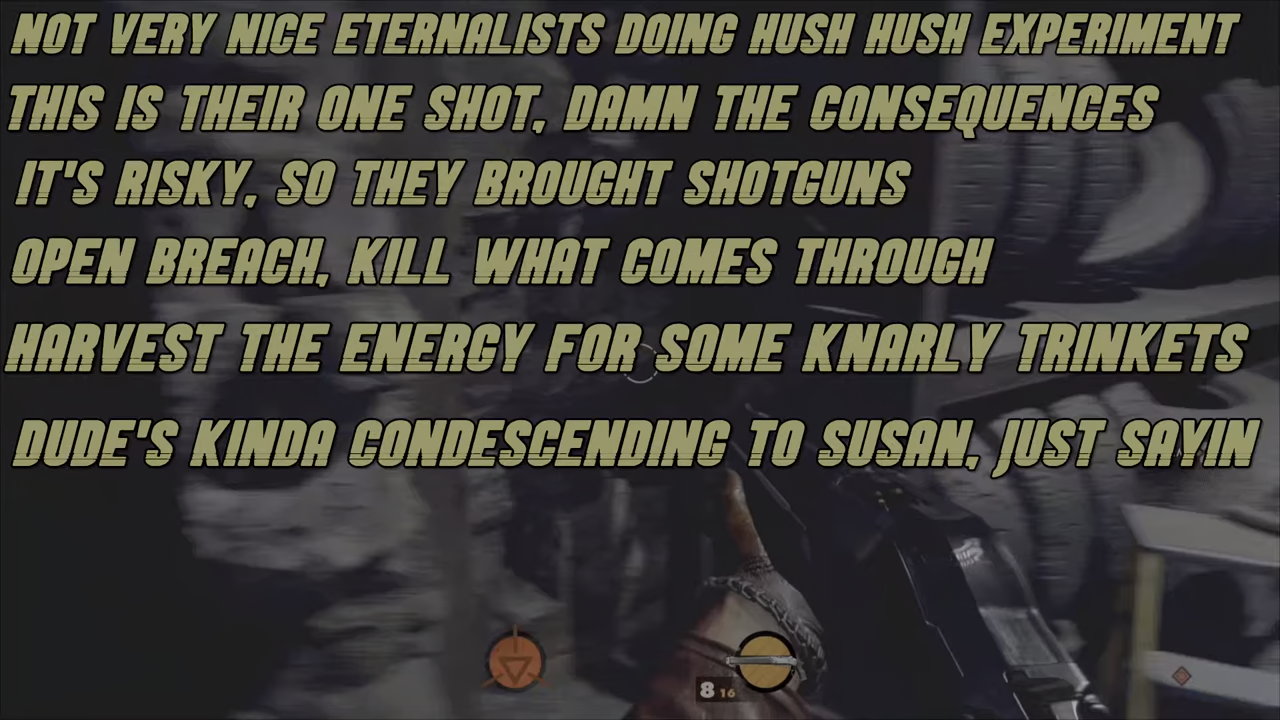 NOT VERY NICE ETERNALISTS DOING HUSH HUSH EXPERIMENT
THIS IS THEIR ONE SHOT, DAMN THE CONSEQUENCES
IT'S RISKY, SO THEY BROUGHT SHOTGUNS
OPEN BREACH, KILL WHAT COMES THROUGH
HARVEST THE ENERGY FOR SOME KNARLY TRINKETS
DUDE'S KINDA CONDESCENDING TO SUSAN, JUST SAYIN
8 16